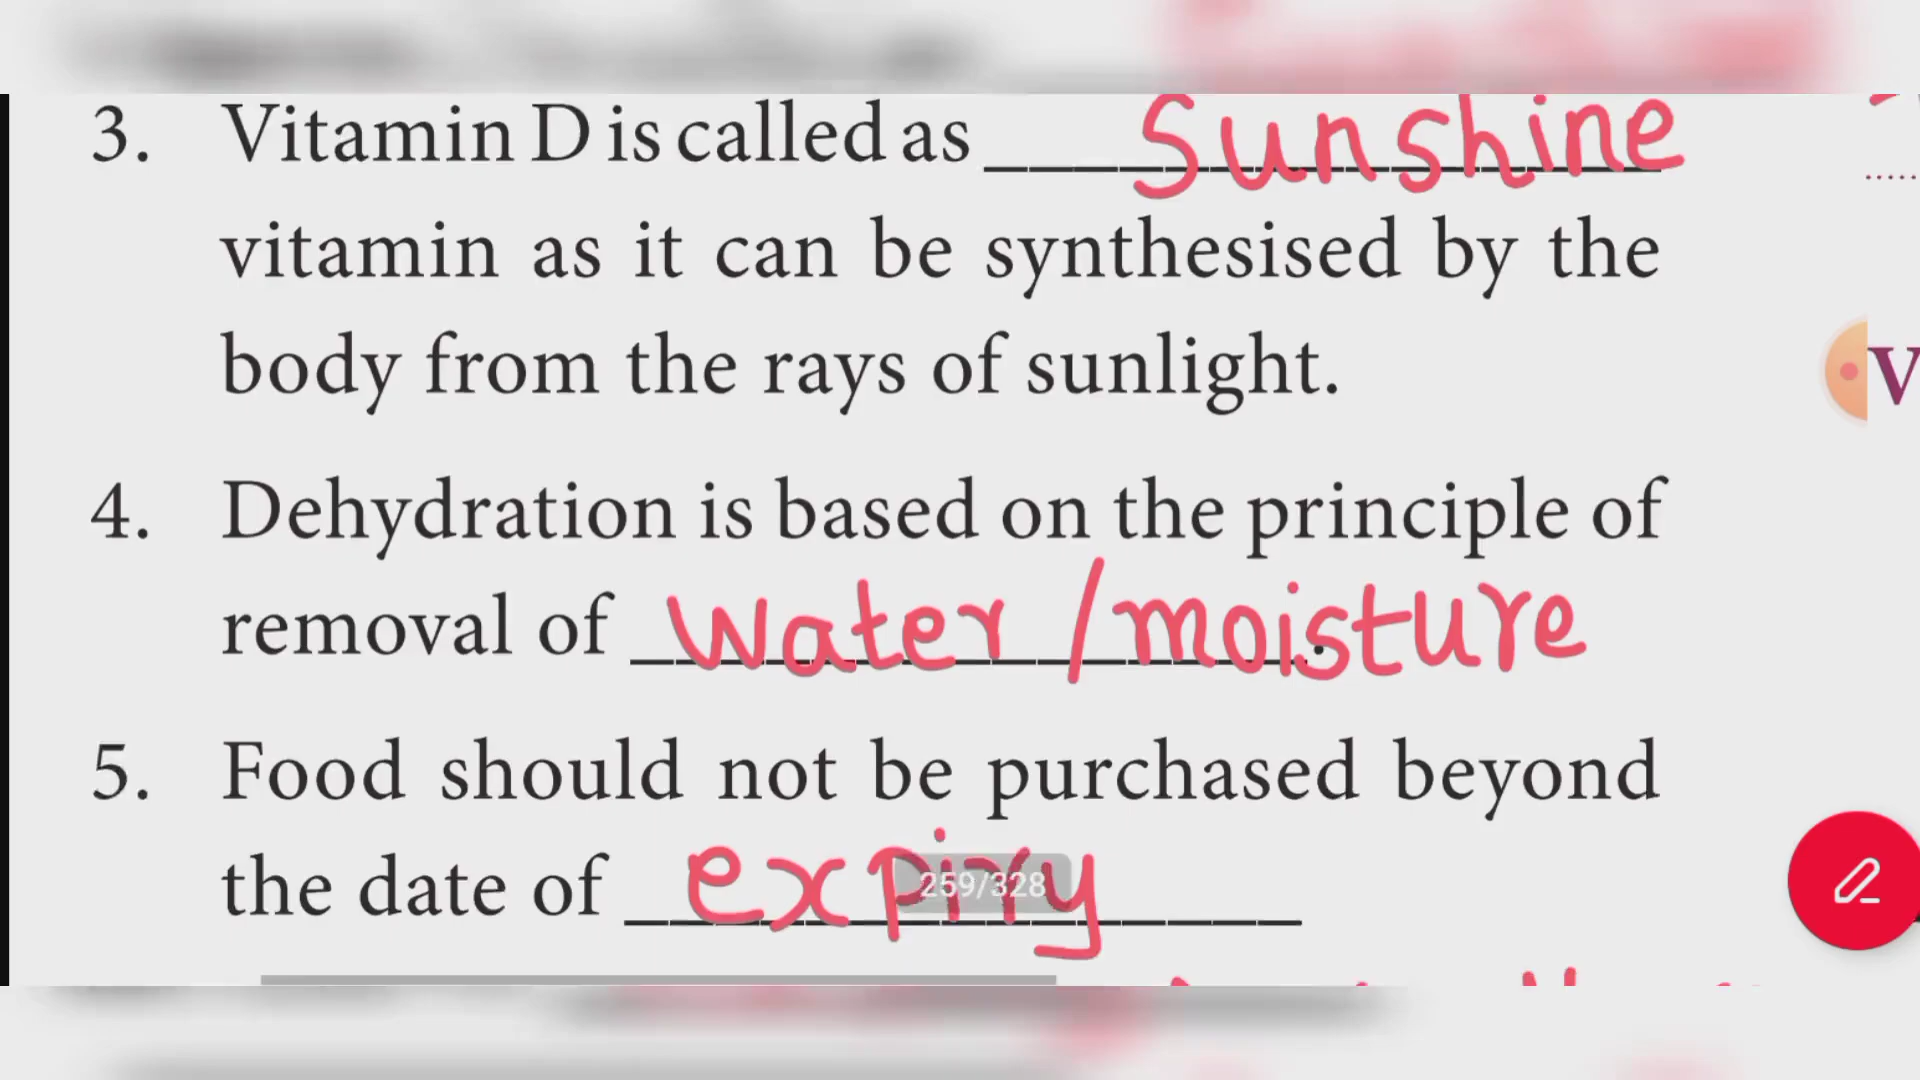 3. Vitamin D is called as Sunshine
vitamin as it can be synthesised by the
body from the rays of sunlight.
4. Dehydration is based on the principle of
removal of Water / moisture.
5. Food should not be purchased beyond
the date of expiry
259/328
V